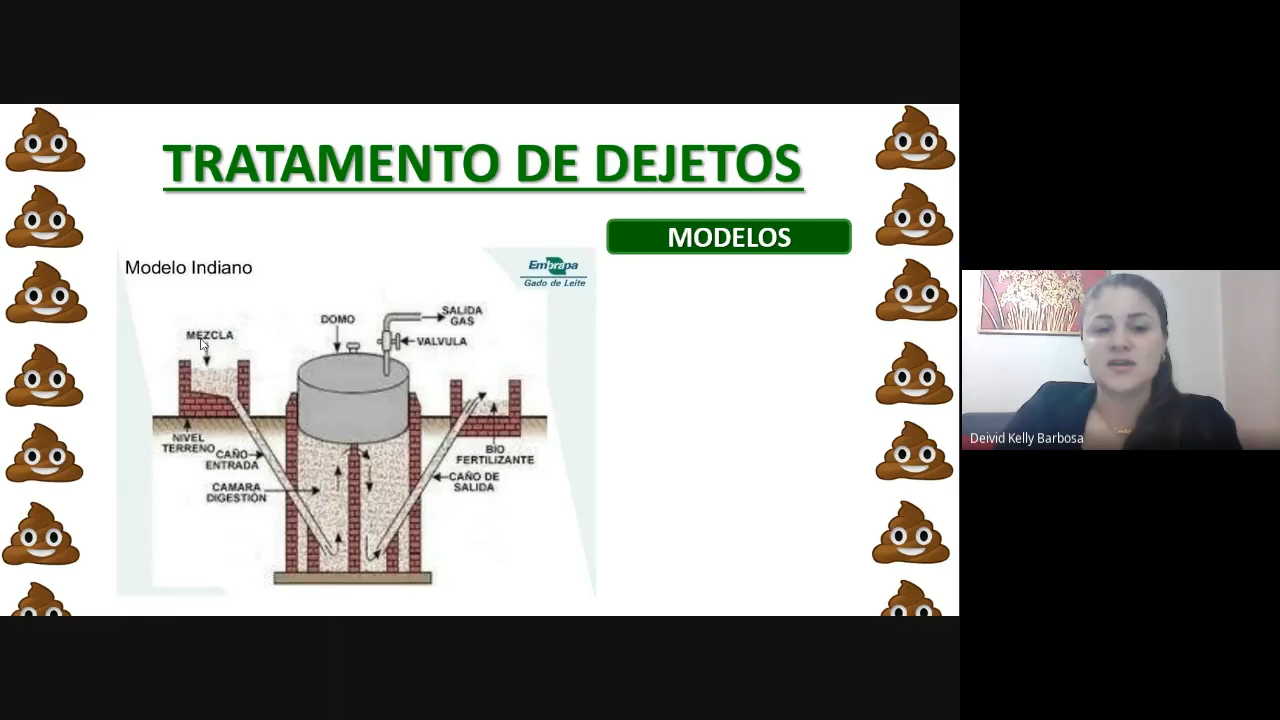 TRATAMENTO DE DEJETOS
MODELOS
Modelo Indiano
Embrapa
Gado de Leite
SALIDA
GAS
DOMO
VALVULA
MEZCLA
NIVEL
TERRENO
CAÑO
ENTRADA
CAMARA
DIGESTIÓN
BIO
FERTILIZANTE
CAÑO DE
SALIDA
Deivid Kelly Barbosa